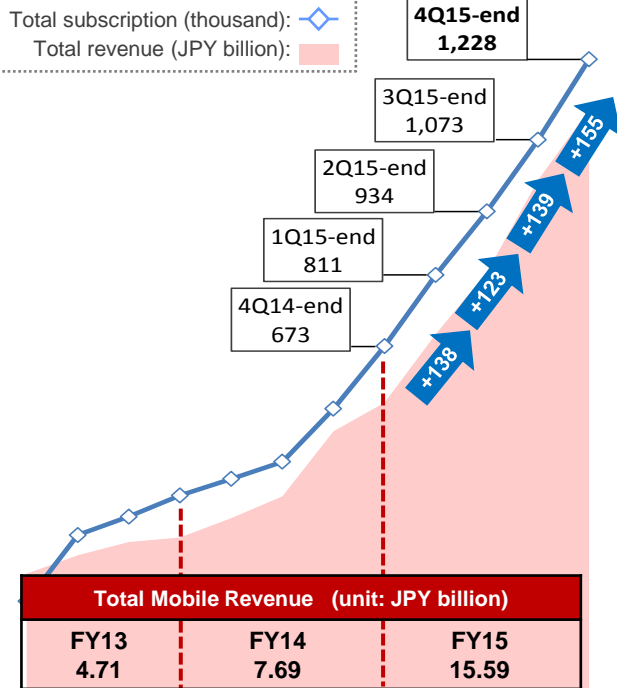 Total subscription (thousand):
Total revenue (JPY billion):
4Q15-end
1,228
3Q15-end
1,073
2Q15-end
934
1Q15-end
811
4Q14-end
673
+155
+139
+123
+138
Total Mobile Revenue (unit: JPY billion)
FY13 FY14 FY15
4.71 7.69 15.59